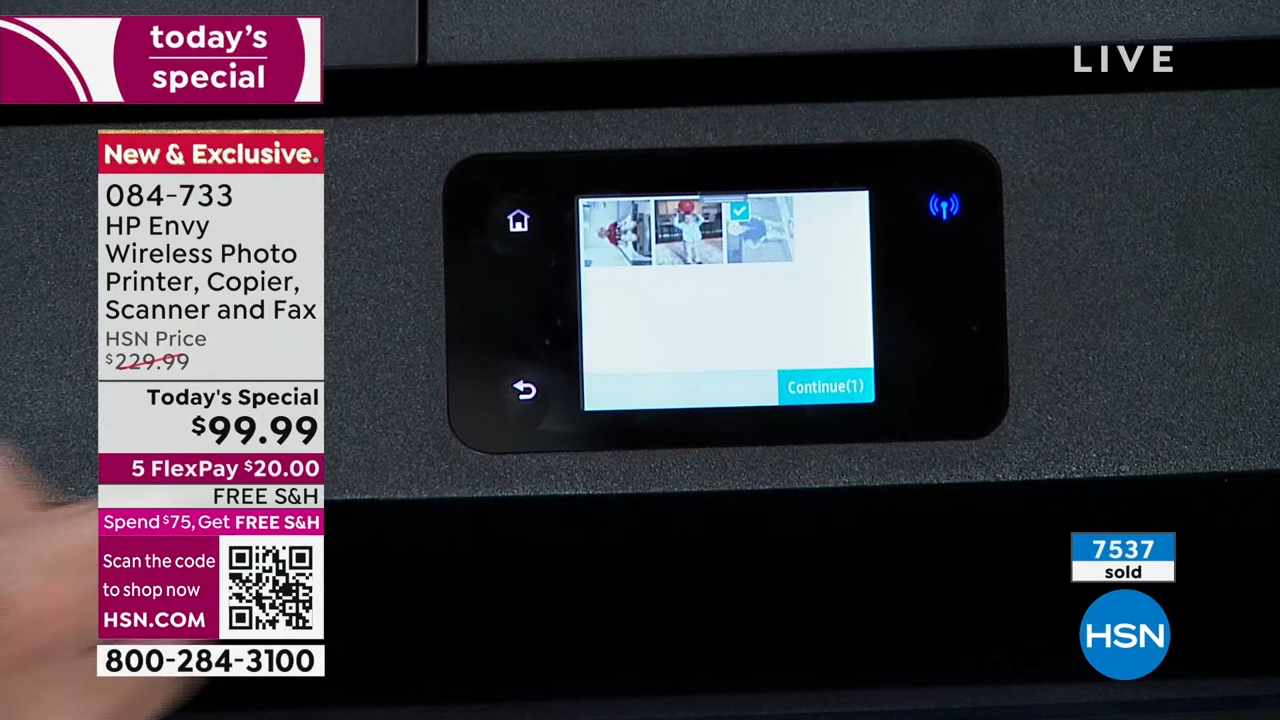 today's
special
LIVE
New & Exclusive.
084-733
HP Envy
Wireless Photo
Printer, Copier,
Scanner and Fax
HSN Price
$229.99
Today's Special
$99.99
5 FlexPay $20.00
FREE S&H
Spend $75, Get FREE S&H
Scan the code
to shop now
HSN.COM
800-284-3100
Continue(1)
7537
sold
HSN